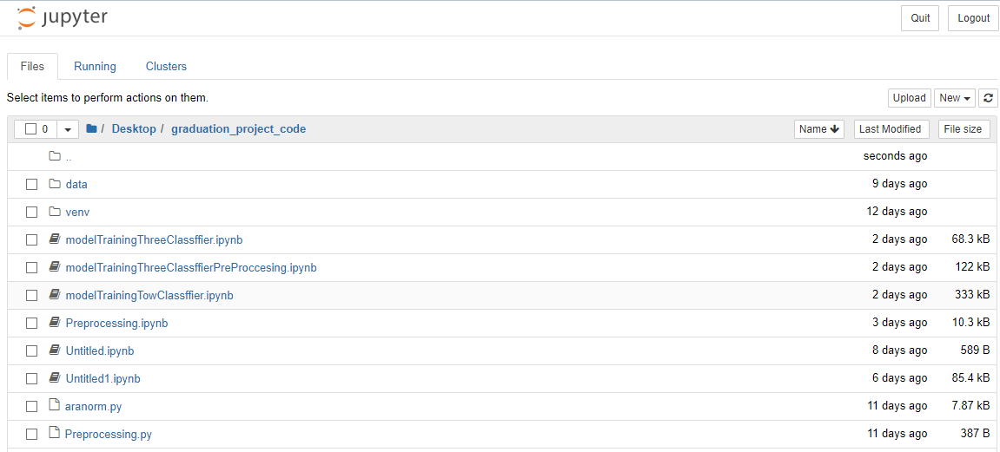 jupyter Quit Logout
Files Running Clusters
Select items to perform actions on them. Upload New
0 / Desktop / graduation_project_code Name Last Modified File size
.. seconds ago
data 9 days ago
venv 12 days ago
modelTrainingThreeClassffier.ipynb 2 days ago 68.3 kB
modelTrainingThreeClassffierPreProccesing.ipynb 2 days ago 122 kB
modelTrainingTowClassffier.ipynb 2 days ago 333 kB
Preprocessing.ipynb 3 days ago 10.3 kB
Untitled.ipynb 8 days ago 589 B
Untitled1.ipynb 6 days ago 85.4 kB
aranorm.py 11 days ago 7.87 kB
Preprocessing.py 11 days ago 387 B